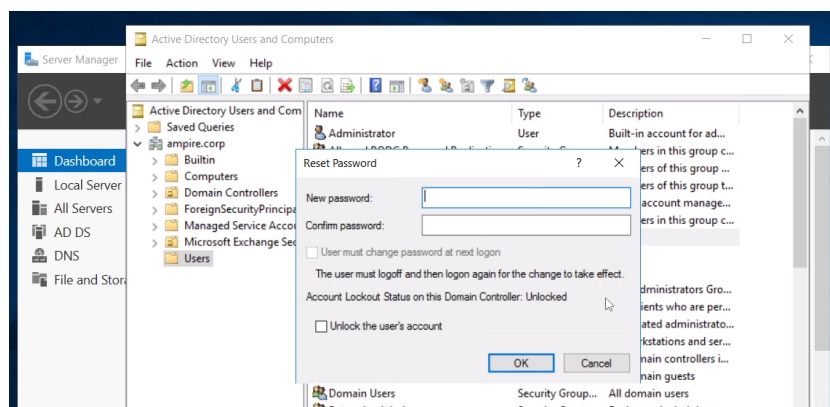 Active Directory Users and Computers
Server Manager
File Action View Help
Active Directory Users and Com
Name Type Description
Saved Queries
Administrator User Built-in account for ad...
ampire.corp
Builtin
Computers
Domain Controllers
ForeignSecurityPrincipa
Managed Service Accou
Microsoft Exchange Sec
Users
Dashboard
Local Server
All Servers
AD DS
DNS
File and Stora
Reset Password ? ×
New password:
Confirm password:
User must change password at next logon
The user must logoff and then logon again for the change to take effect.
Account Lockout Status on this Domain Controller: Unlocked
Unlock the user's account
OK Cancel
ers in this group c...
ers of this group ...
ers of this group t...
account manage...
ers in this group c...
dministrators Gro...
ients who are per...
ated administrato...
rkstations and ser...
main controllers i...
main guests
Domain Users Security Group... All domain users